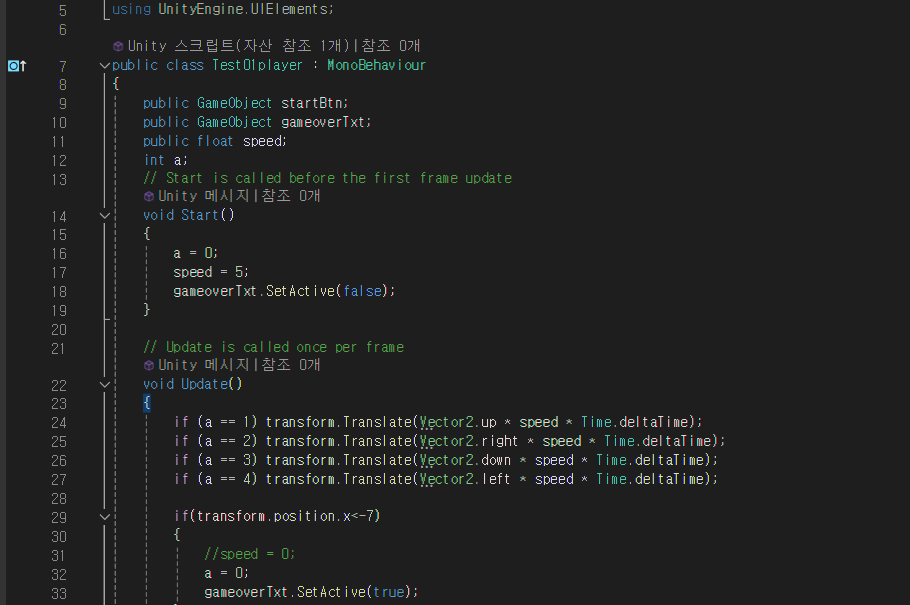 5 using UnityEngine.UIElements;
6
Unity 스크립트(자산 참조 1개)|참조 0개
7 public class Test01player : MonoBehaviour
8 {
9 public GameObject startBtn;
10 public GameObject gameoverTxt;
11 public float speed;
12 int a;
13 // Start is called before the first frame update
Unity 메시지|참조 0개
14 void Start()
15 {
16 a = 0;
17 speed = 5;
18 gameoverTxt.SetActive(false);
19 }
20
21 // Update is called once per frame
Unity 메시지|참조 0개
22 void Update()
23 {
24 if (a == 1) transform.Translate(Vector2.up * speed * Time.deltaTime);
25 if (a == 2) transform.Translate(Vector2.right * speed * Time.deltaTime);
26 if (a == 3) transform.Translate(Vector2.down * speed * Time.deltaTime);
27 if (a == 4) transform.Translate(Vector2.left * speed * Time.deltaTime);
28
29 if(transform.position.x<-7)
30 {
31 //speed = 0;
32 a = 0;
33 gameoverTxt.SetActive(true);